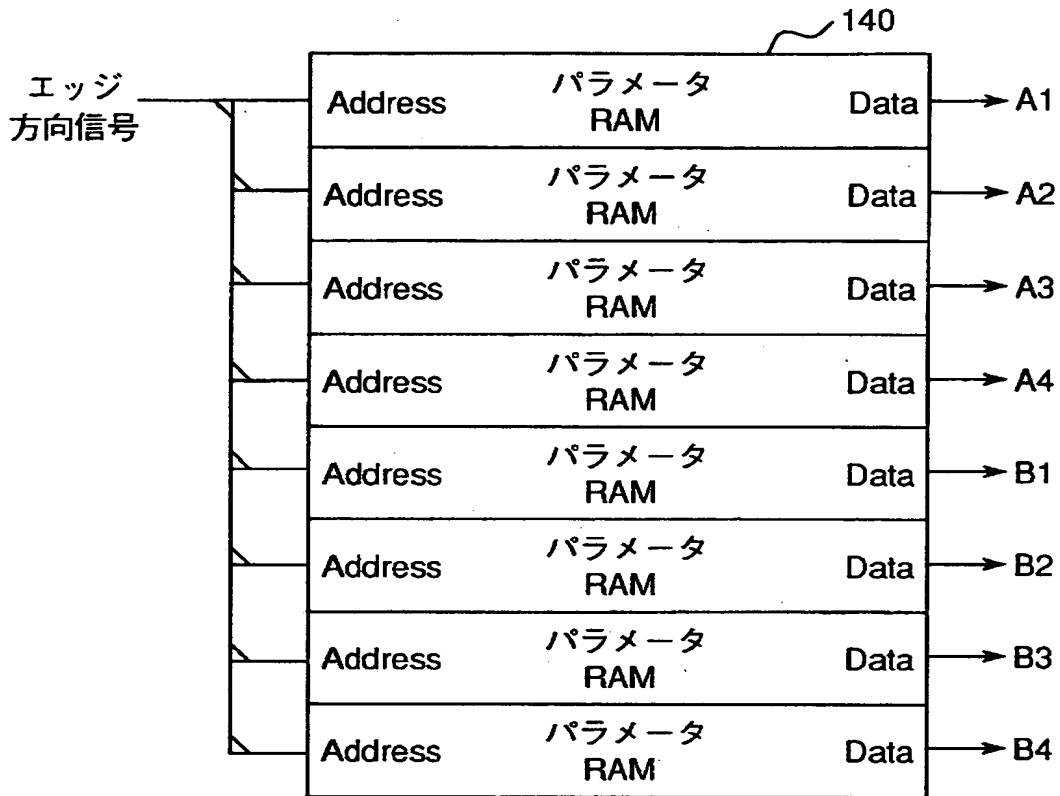 140
エッジ
方向信号
Address パラメータ RAM Data A1
Address パラメータ RAM Data A2
Address パラメータ RAM Data A3
Address パラメータ RAM Data A4
Address パラメータ RAM Data B1
Address パラメータ RAM Data B2
Address パラメータ RAM Data B3
Address パラメータ RAM Data B4